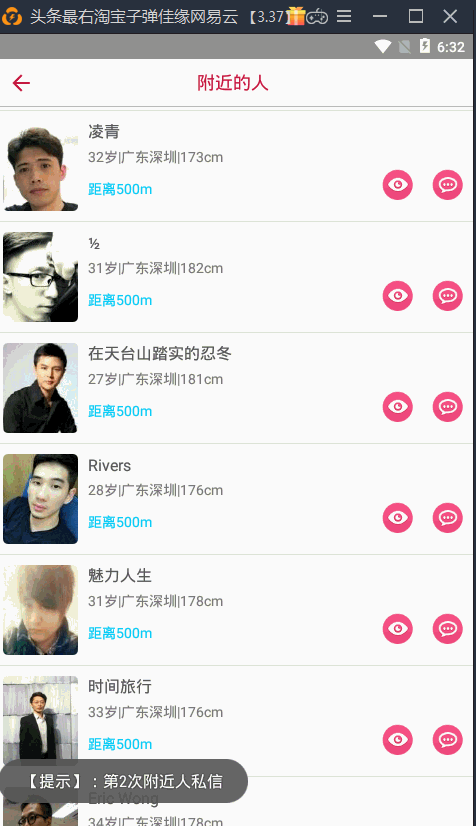 头条最右淘宝子弹佳缘网易云【3.37
6:32
附近的人
凌青
32岁|广东深圳|173cm
距离500m
½
31岁|广东深圳|182cm
距离500m
在天台山踏实的忍冬
27岁|广东深圳|181cm
距离500m
Rivers
28岁|广东深圳|176cm
距离500m
魅力人生
31岁|广东深圳|178cm
距离500m
时间旅行
33岁|广东深圳|176cm
距离500m
【提示】:第2次附近人私信
Eric Wong
34岁|广东深圳|178cm